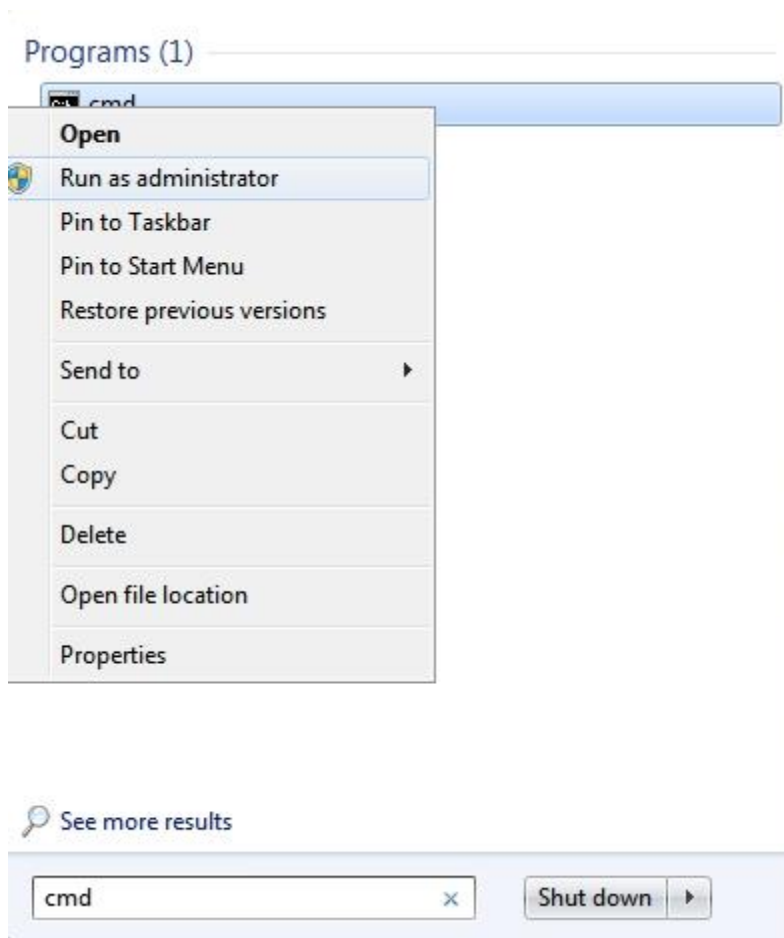 Programs (1)
cmd
Open
Run as administrator
Pin to Taskbar
Pin to Start Menu
Restore previous versions
Send to
Cut
Copy
Delete
Open file location
Properties
See more results
cmd
Shut down